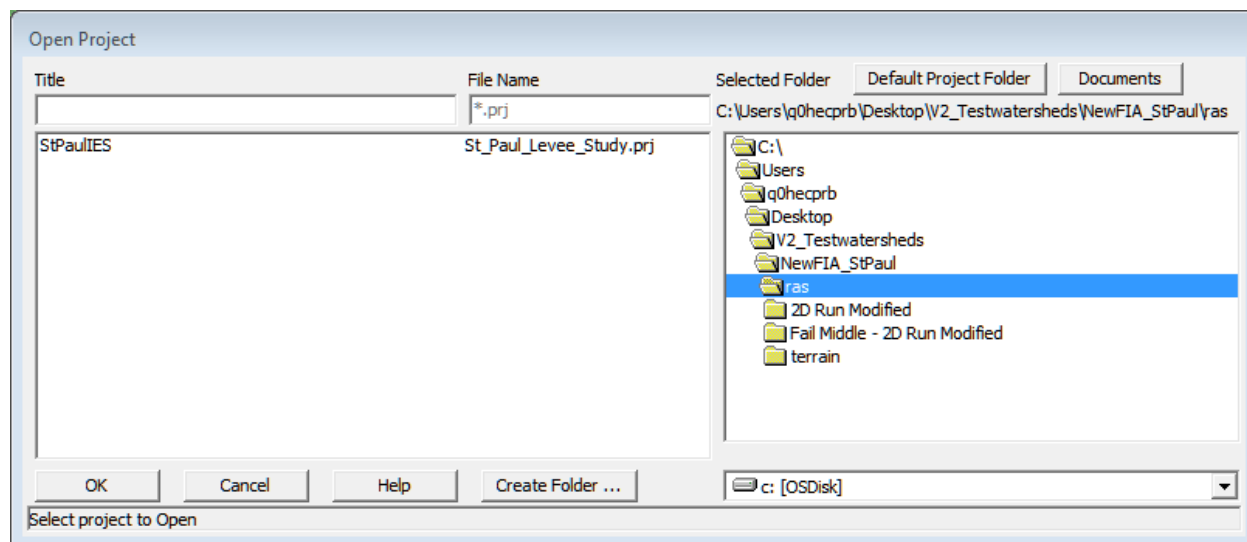 Open Project
Title File Name Selected Folder Default Project Folder Documents
*.prj C:\Users\q0hecprb\Desktop\V2_Testwatersheds\NewFIA_StPaul\ras
StPaulIES St_Paul_Levee_Study.prj
C:\
Users
q0hecprb
Desktop
V2_Testwatersheds
NewFIA_StPaul
ras
2D Run Modified
Fail Middle - 2D Run Modified
terrain
OK Cancel Help Create Folder ... c: [OSDisk]
Select project to Open